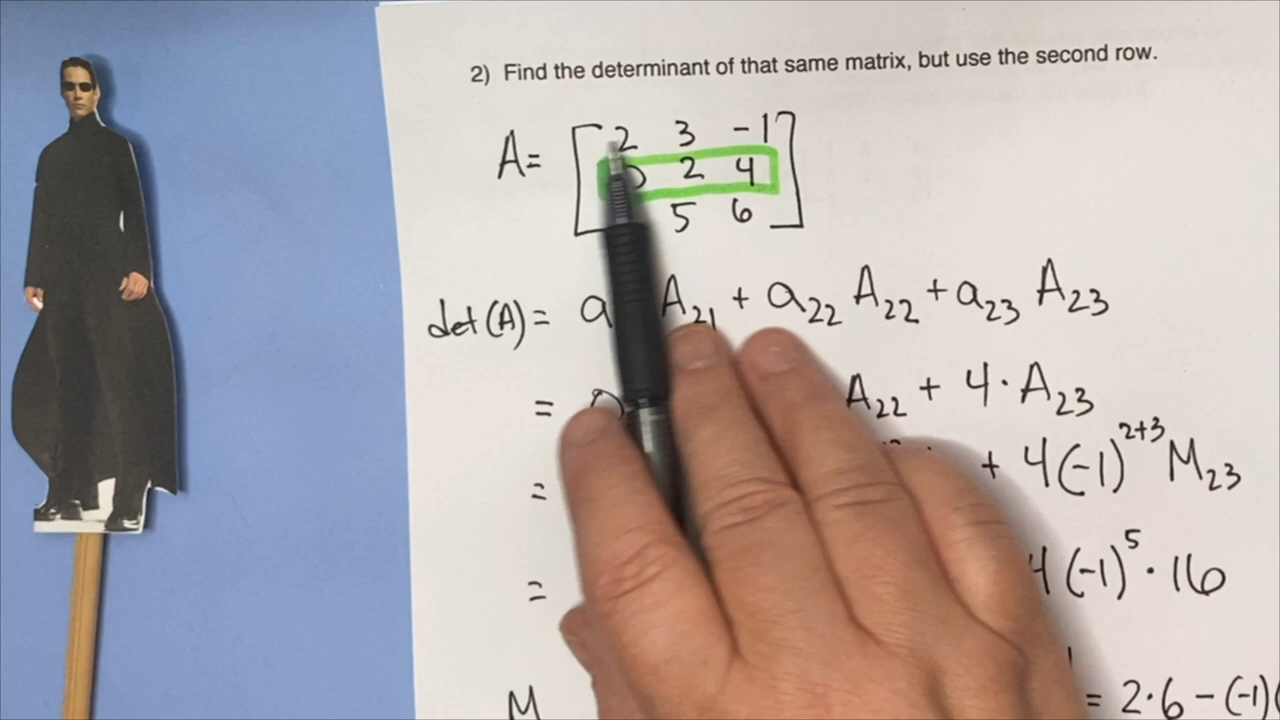 2) Find the determinant of that same matrix, but use the second row.
A= [ 2 3 -1
2 4
5 6 ]
det(A) = a A21 + a22 A22 + a23 A23
= A22 + 4 · A23
= + 4(-1)^2+3 M23
= 4(-1)^5 · 16
M = 2·6 - (-1)(